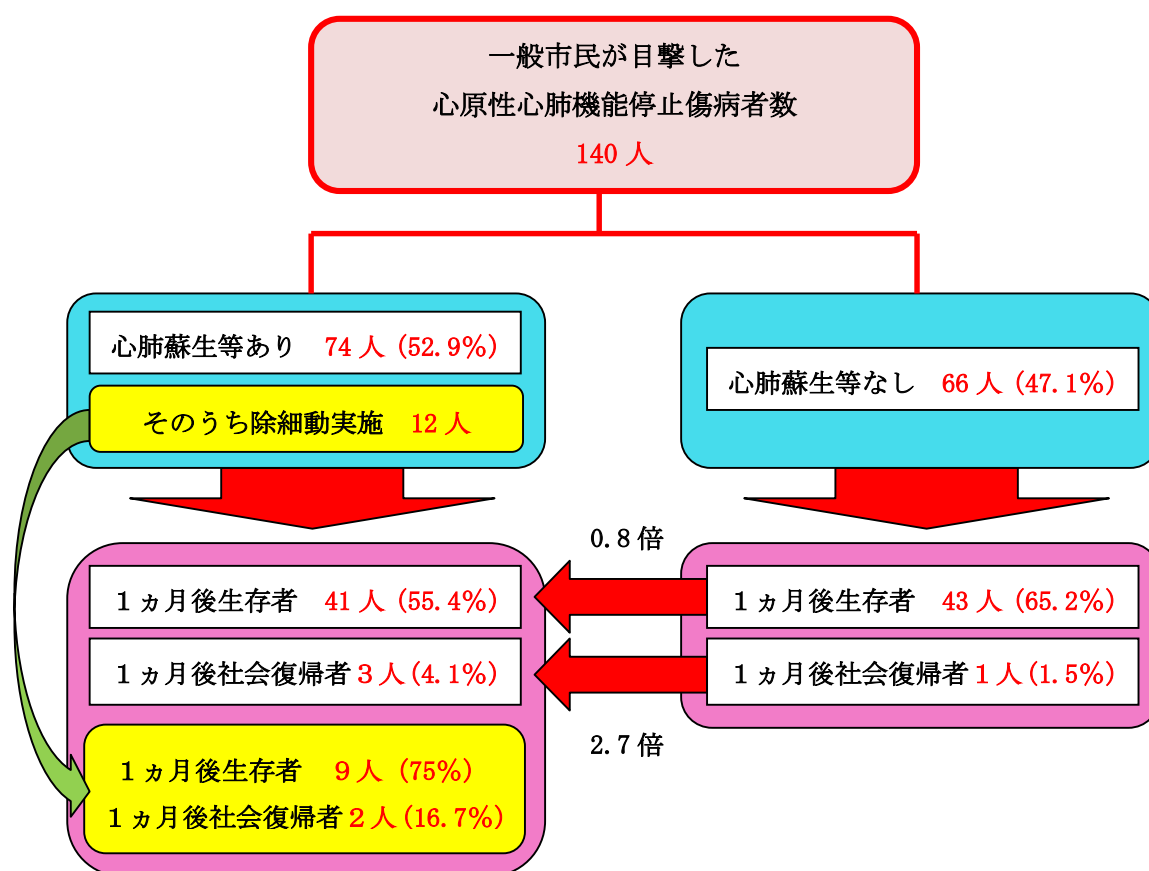 一般市民が目撃した
心原性心肺機能停止傷病者数
140 人
心肺蘇生等あり　74 人 (52.9%)
そのうち除細動実施　12 人
心肺蘇生等なし　66 人 (47.1%)
0.8 倍
１ヵ月後生存者　41 人 (55.4%)
１ヵ月後社会復帰者 ３人 (4.1%)
１ヵ月後生存者　43 人 (65.2%)
１ヵ月後社会復帰者 １人 (1.5%)
2.7 倍
１ヵ月後生存者　９人 (75%)
１ヵ月後社会復帰者 ２人 (16.7%)